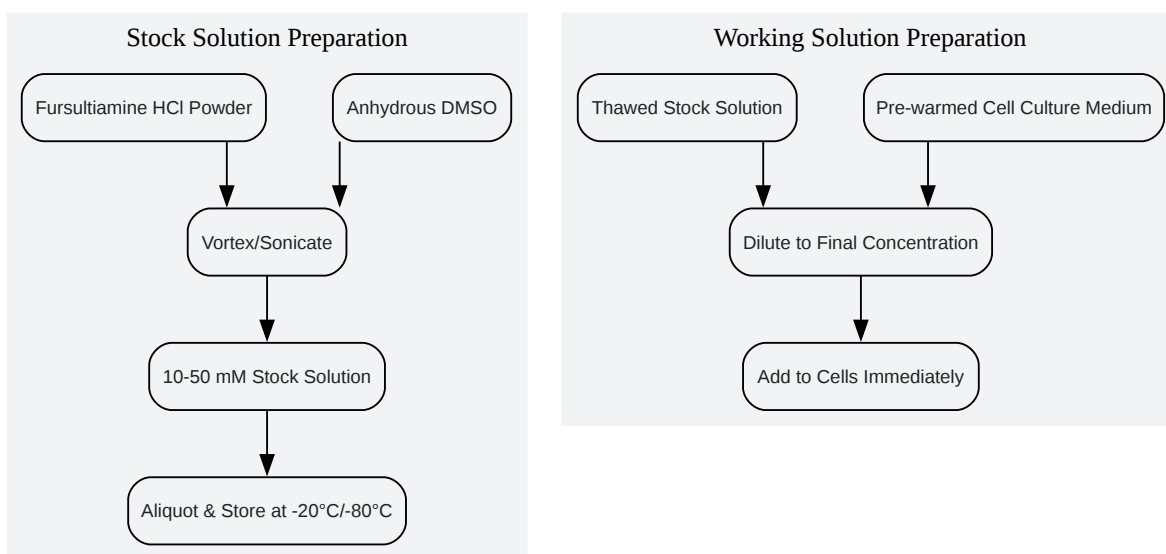 Stock Solution Preparation
Fursultiamine HCl Powder
Anhydrous DMSO
Vortex/Sonicate
10-50 mM Stock Solution
Aliquot & Store at -20°C/-80°C
Working Solution Preparation
Thawed Stock Solution
Pre-warmed Cell Culture Medium
Dilute to Final Concentration
Add to Cells Immediately